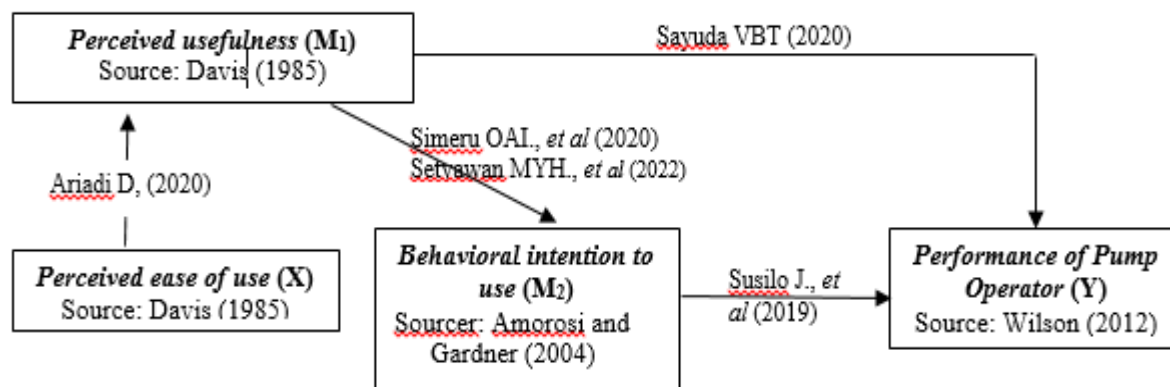 Perceived usefulness (M1)
Source: Davis (1985)
Sayuda VBT (2020)
Simeru OAI., et al (2020)
Setyawan MYH., et al (2022)
Ariadi D, (2020)
Perceived ease of use (X)
Source: Davis (1985)
Behavioral intention to
use (M2)
Sourcer: Amorosi and
Gardner (2004)
Susilo J., et
al (2019)
Performance of Pump
Operator (Y)
Source: Wilson (2012)